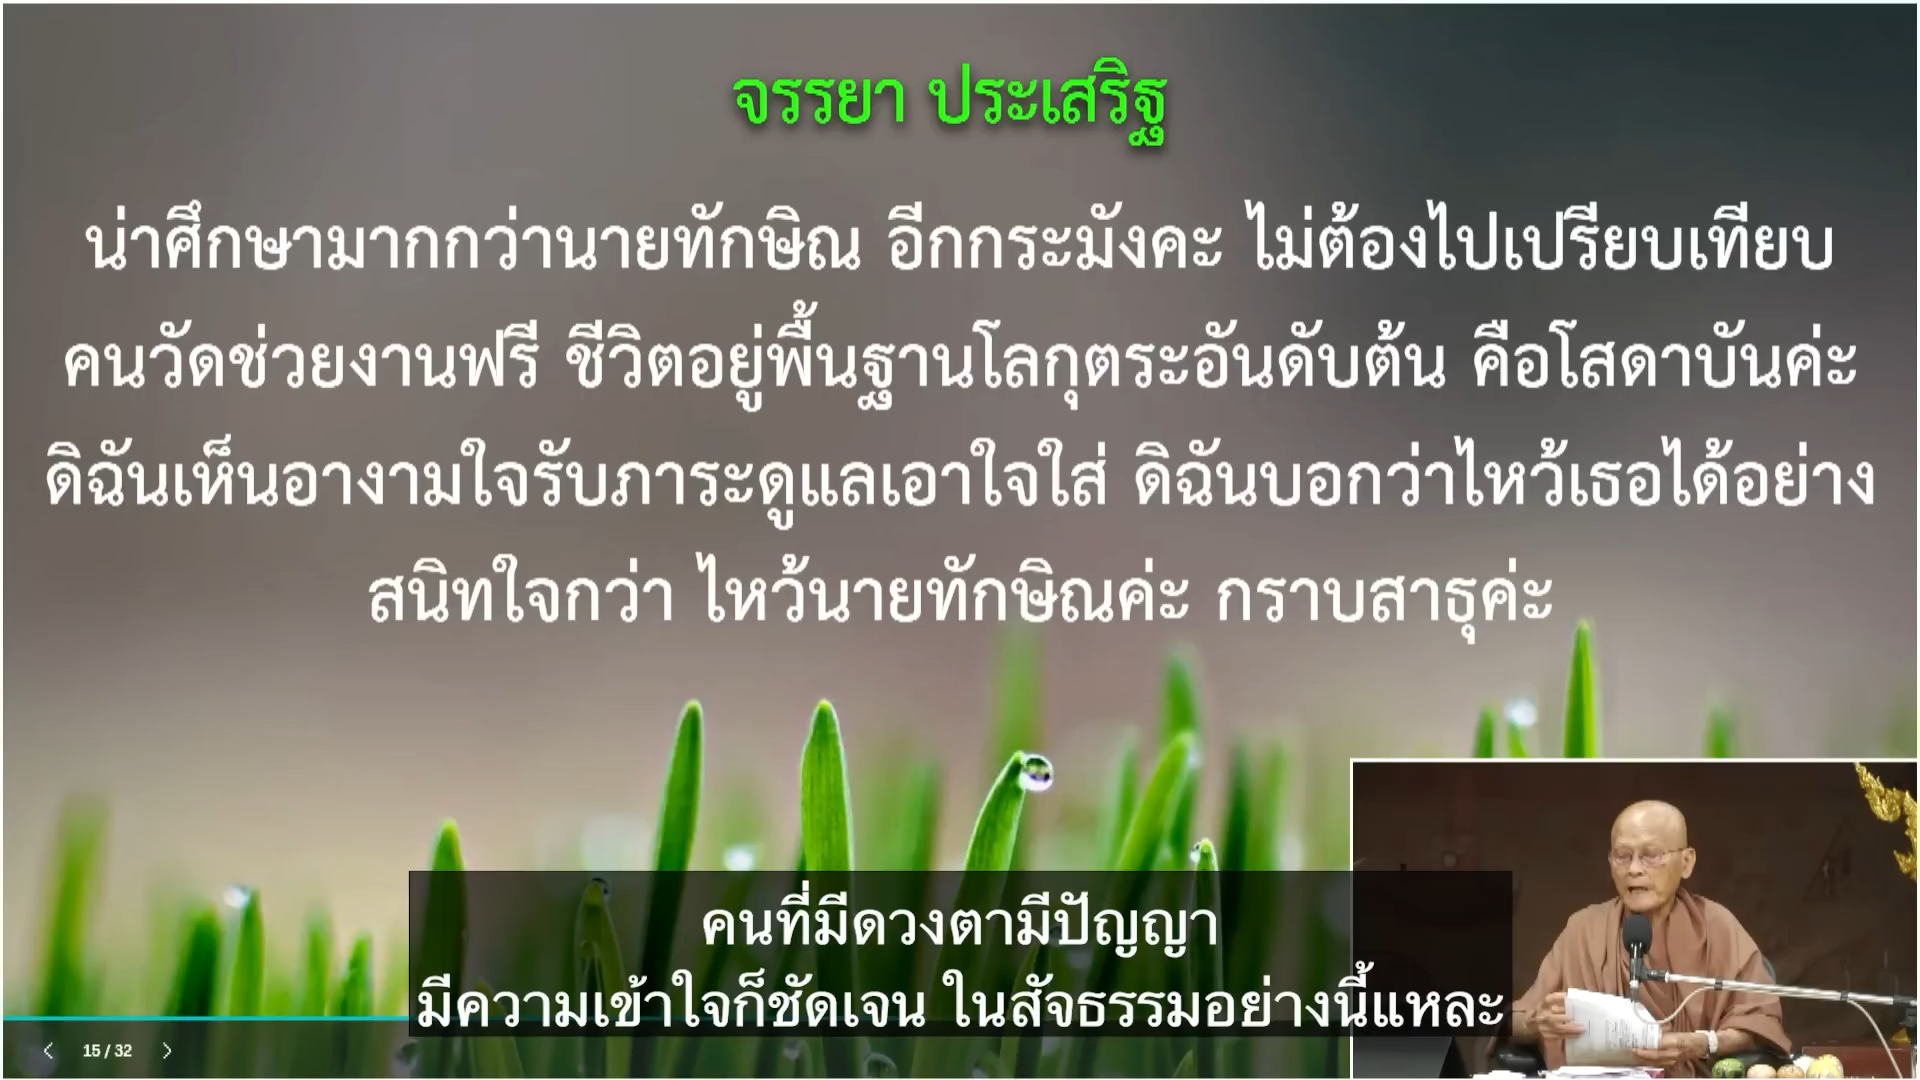 จรรยา ประเสริฐ
น่าศึกษามากกว่านายทักษิณ อีกกระมังคะ ไม่ต้องไปเปรียบเทียบ
คนวัดช่วยงานฟรี ชีวิตอยู่พื้นฐานโลกุตระอันดับต้น คือโสดาบันค่ะ
ดิฉันเห็นอางามใจรับภาระดูแลเอาใจใส่ ดิฉันบอกว่าไหว้เธอได้อย่าง
สนิทใจกว่า ไหว้นายทักษิณค่ะ กราบสาธุค่ะ
คนที่มีดวงตามีปัญญา
มีความเข้าใจก็ชัดเจน ในสัจธรรมอย่างนี้แหละ
15 / 32